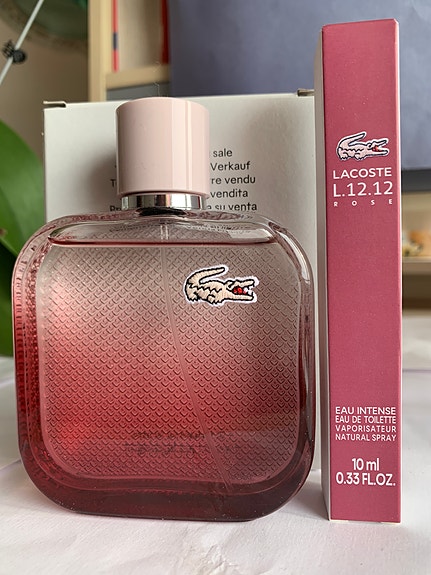 sale
Verkauf
re vendu
vendita
su venta
LACOSTE
L.12.12
ROSE
EAU INTENSE
EAU DE TOILETTE
VAPORISATEUR
NATURAL SPRAY
10 ml
0.33 FL.OZ.